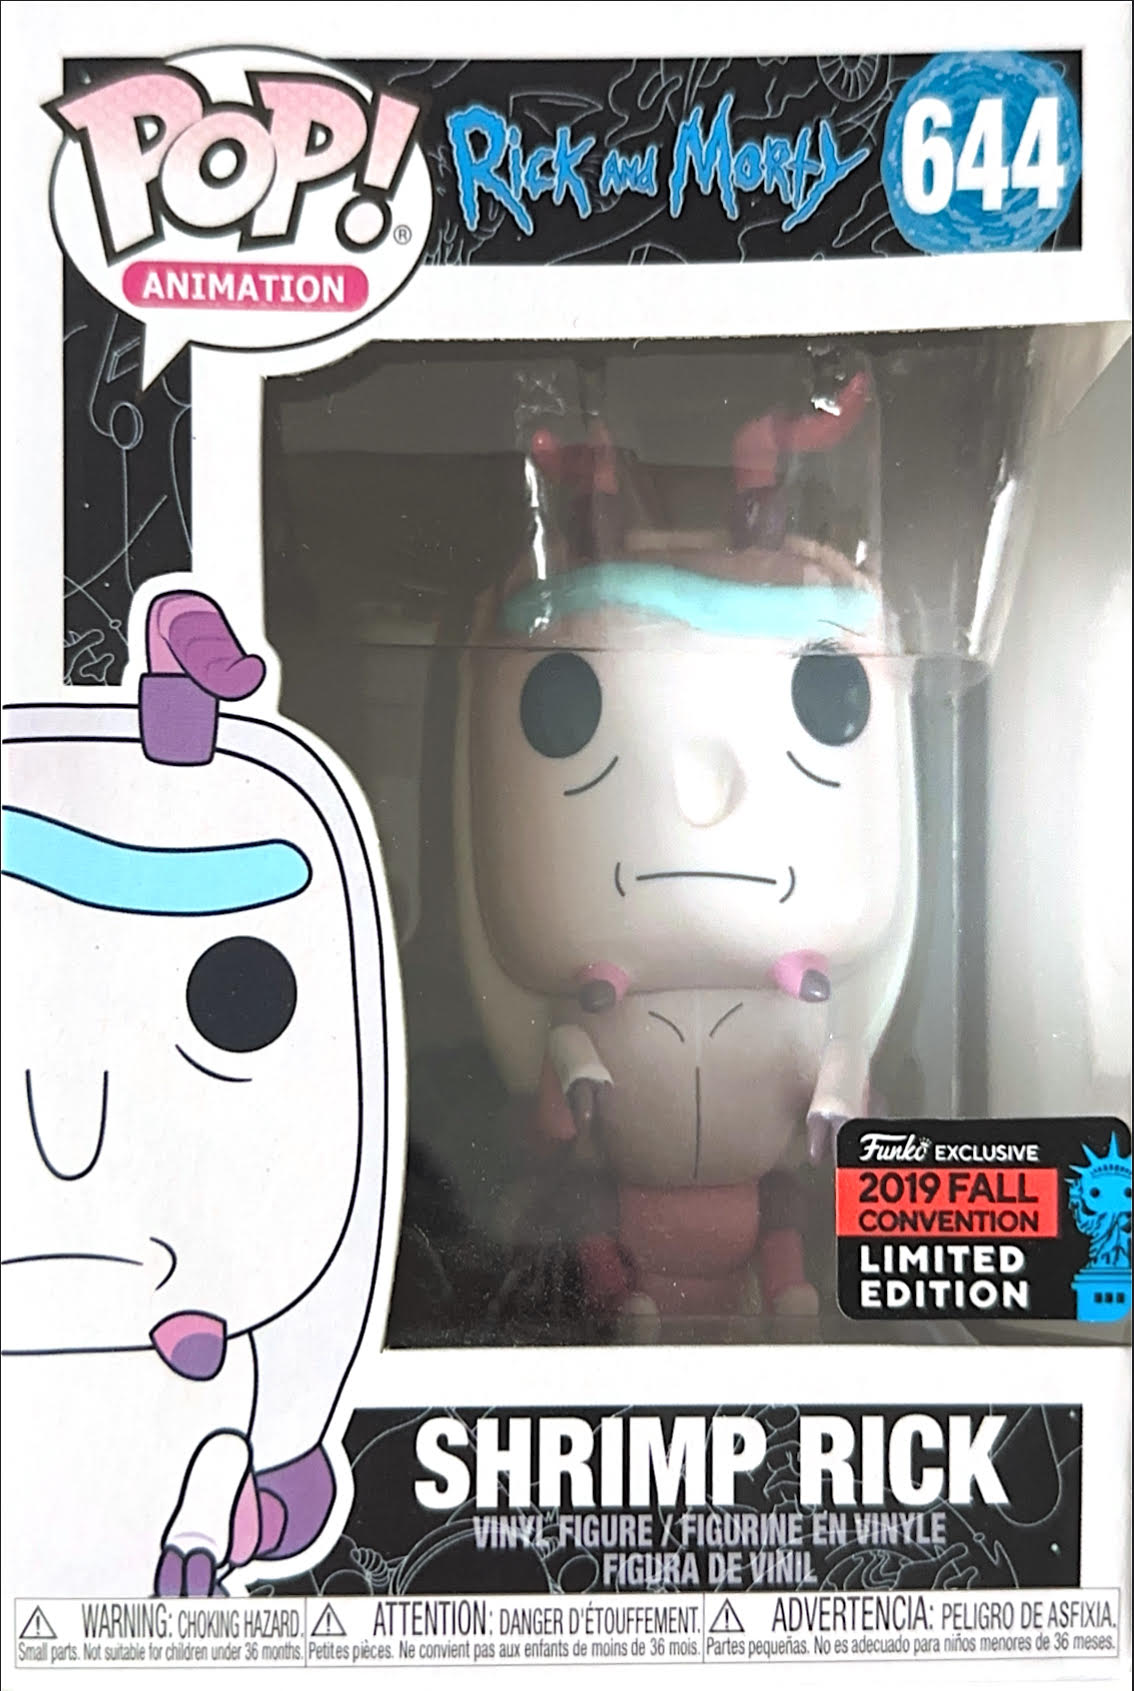 POP!®
ANIMATION
Rick and Morty
644
Funko EXCLUSIVE
2019 FALL
CONVENTION
LIMITED
EDITION
SHRIMP RICK
VINYL FIGURE / FIGURINE EN VINYLE
FIGURA DE VINIL
WARNING: CHOKING HAZARD.
Small parts. Not suitable for children under 36 months.
ATTENTION: DANGER D'ÉTOUFFEMENT.
Petites pièces. Ne convient pas aux enfants de moins de 36 mois.
ADVERTENCIA: PELIGRO DE ASFIXIA.
Partes pequeñas. No es adecuado para niños menores de 36 meses.